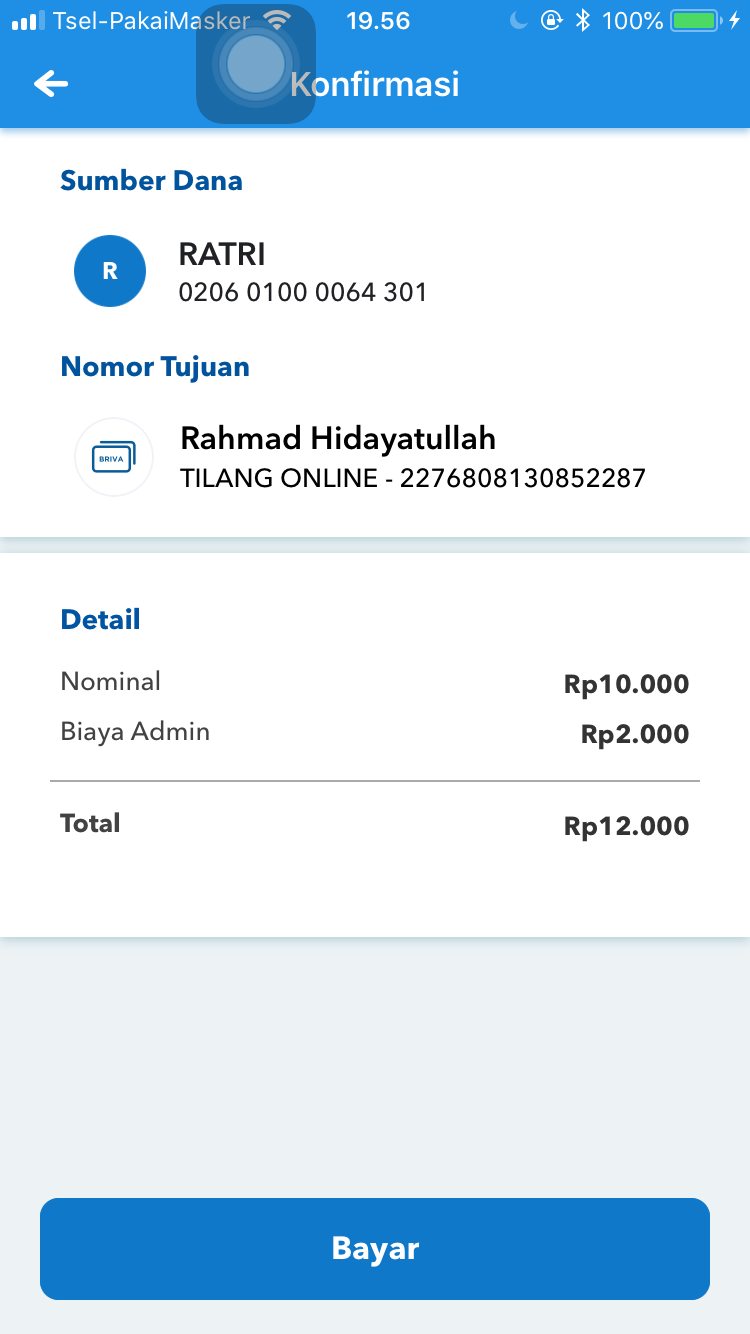 Tsel-PakaiMasker 19.56 100%
Konfirmasi
Sumber Dana
R
RATRI
0206 0100 0064 301
Nomor Tujuan
BRIVA
Rahmad Hidayatullah
TILANG ONLINE - 2276808130852287
Detail
Nominal Rp10.000
Biaya Admin Rp2.000
Total Rp12.000
Bayar